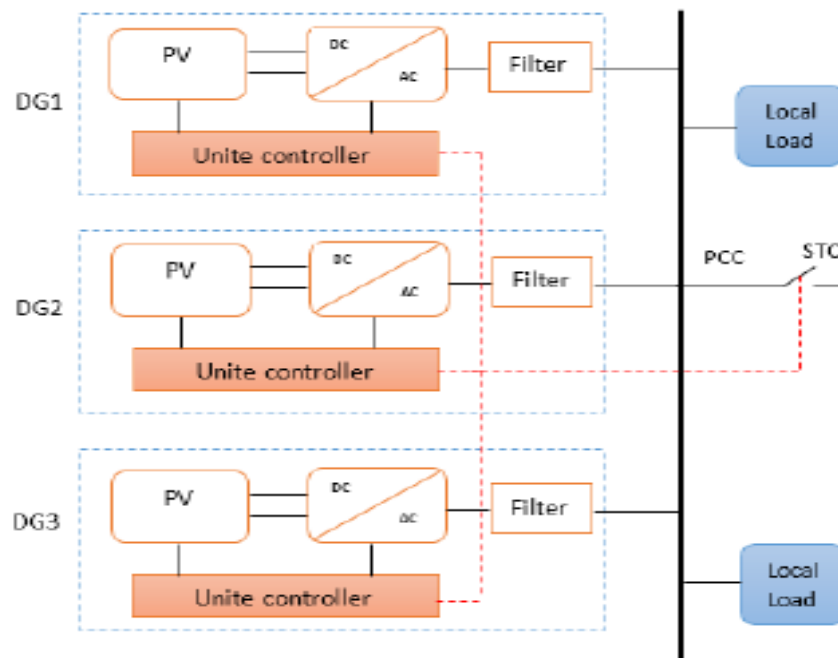 DG1
PV
DC
AC
Filter
Unite controller
Local
Load
DG2
PV
DC
AC
Filter
Unite controller
PCC
STC
DG3
PV
DC
AC
Filter
Unite controller
Local
Load